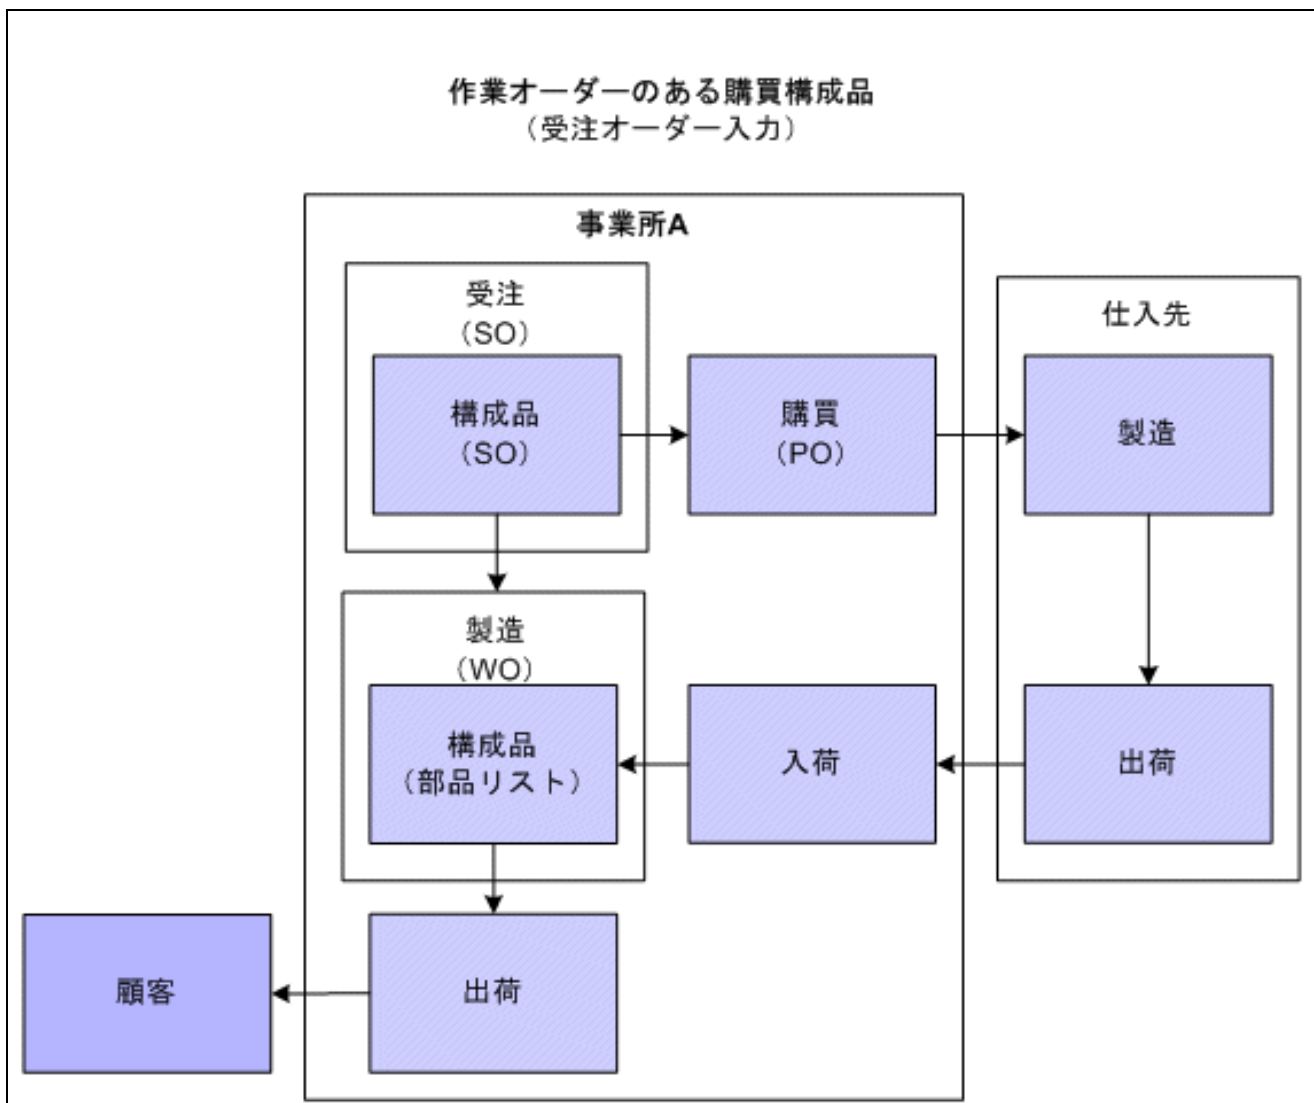 作業オーダーのある購買構成品
（受注オーダー入力）
事業所A
受注
（SO）
構成品
（SO）
購買
（PO）
仕入先
製造
製造
（WO）
構成品
（部品リスト）
入荷
出荷
顧客
出荷